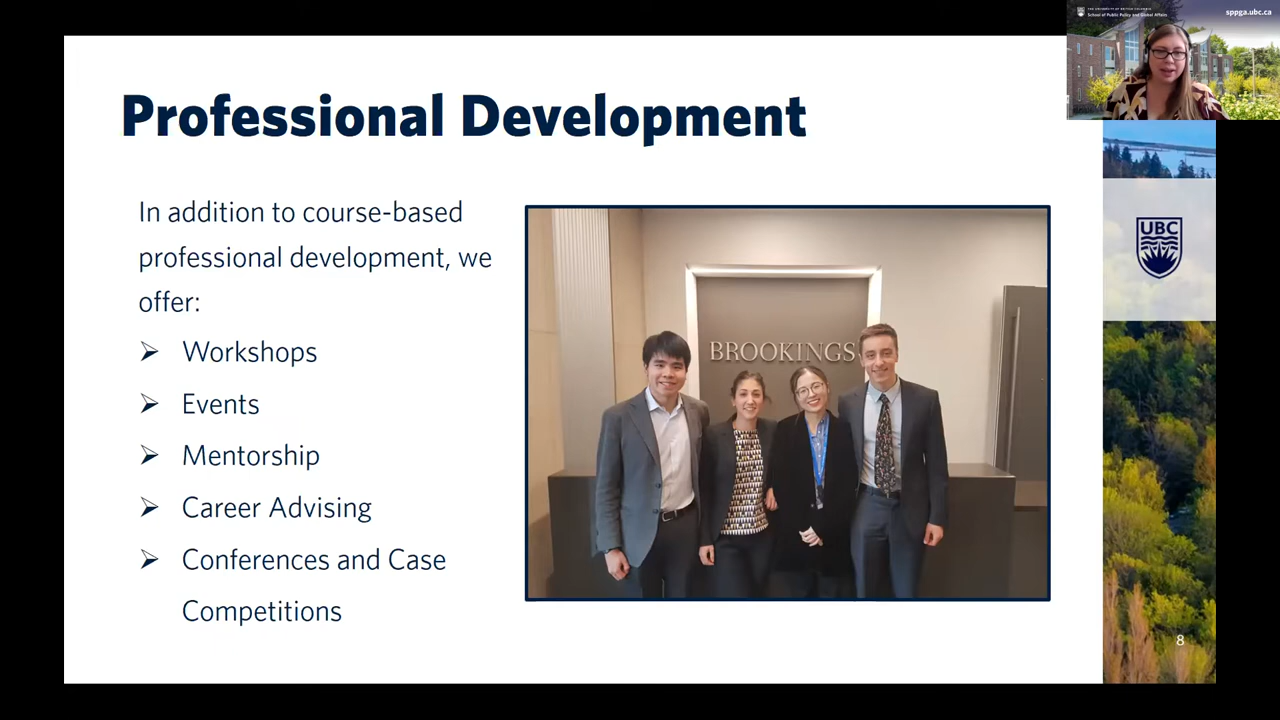 THE UNIVERSITY OF BRITISH COLUMBIA
School of Public Policy and Global Affairs
sppga.ubc.ca
Professional Development
In addition to course-based
professional development, we
offer:
➢ Workshops
➢ Events
➢ Mentorship
➢ Career Advising
➢ Conferences and Case
Competitions
BROOKINGS
UBC
8